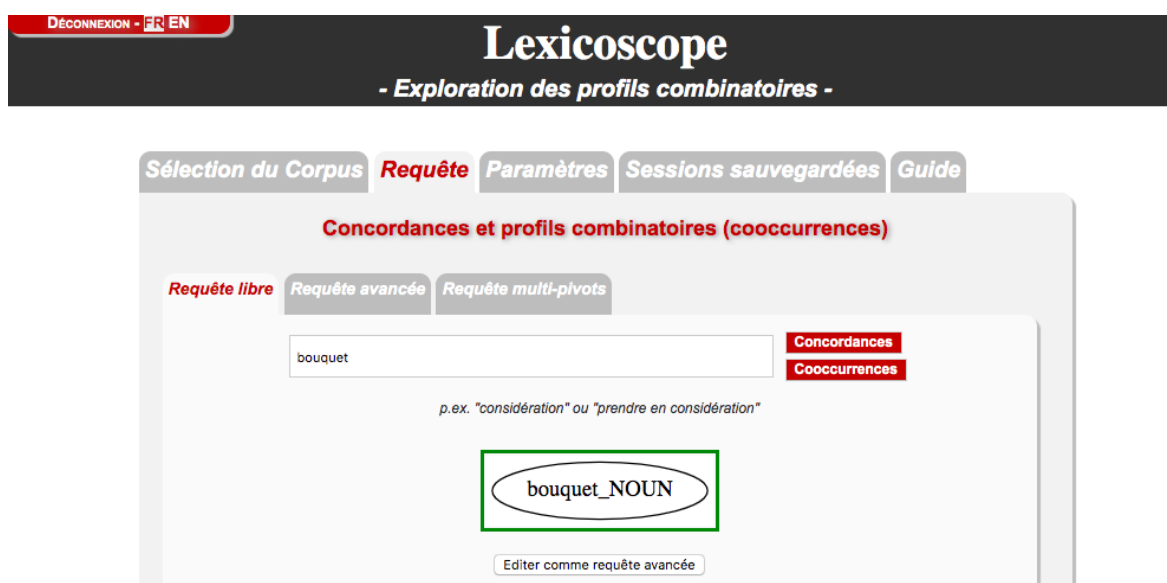 DÉCONNEXION - FR EN
Lexicoscope
- Exploration des profils combinatoires -
Sélection du Corpus Requête Paramètres Sessions sauvegardées Guide
Concordances et profils combinatoires (cooccurrences)
Requête libre Requête avancée Requête multi-pivots
bouquet
Concordances
Cooccurrences
p.ex. "considération" ou "prendre en considération"
bouquet_NOUN
Editer comme requête avancée